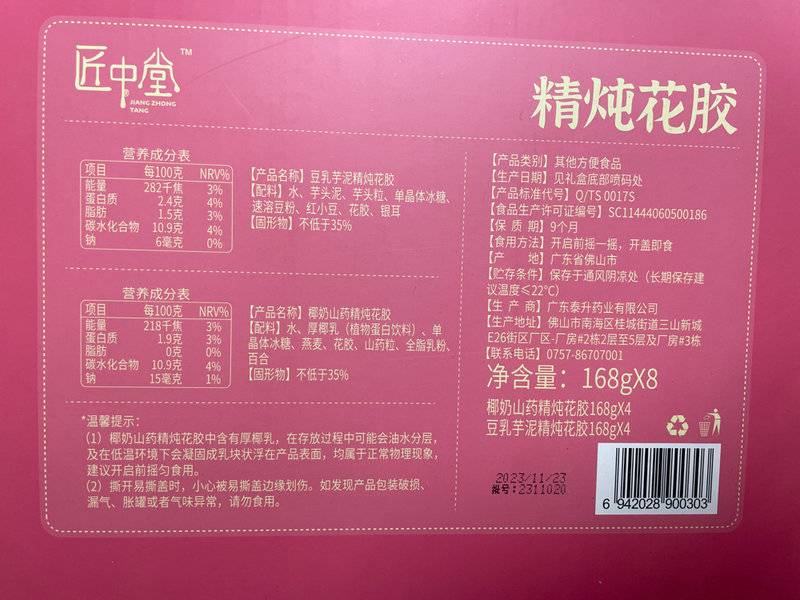 匠中堂™
JIANG ZHONG
TANG
精炖花胶
营养成分表
项目 每100克 NRV%
能量 282千焦 3%
蛋白质 2.4克 4%
脂肪 1.5克 3%
碳水化合物 10.9克 4%
钠 6毫克 0%
【产品名称】豆乳芋泥精炖花胶
【配料】水、芋头泥、芋头粒、单晶体冰糖、
速溶豆粉、红小豆、花胶、银耳
【固形物】不低于35%
营养成分表
项目 每100克 NRV%
能量 218千焦 3%
蛋白质 1.9克 3%
脂肪 0克 0%
碳水化合物 10.9克 4%
钠 15毫克 1%
【产品名称】椰奶山药精炖花胶
【配料】水、厚椰乳（植物蛋白饮料）、单
晶体冰糖、燕麦、花胶、山药粒、全脂乳粉、
百合
【固形物】不低于35%
*温馨提示：
（1）椰奶山药精炖花胶中含有厚椰乳，在存放过程中可能会油水分层，
及在低温环境下会凝固成乳块状浮在产品表面，均属于正常物理现象，
建议开启前摇匀食用。
（2）撕开易撕盖时，小心被易撕盖边缘划伤。如发现产品包装破损、
漏气、胀罐或者气味异常，请勿食用。
【产品类别】其他方便食品
【生产日期】见礼盒底部喷码处
【产品标准代号】Q/TS 0017S
【食品生产许可证编号】SC11444060500186
【保 质 期】9个月
【食用方法】开启前摇一摇，开盖即食
【产 地】广东省佛山市
【贮存条件】保存于通风阴凉处（长期保存建
议温度≤22℃）
【生 产 商】广东泰升药业有限公司
【生产地址】佛山市南海区桂城街道三山新城
E26街区厂区-厂房#2栋2层至5层及厂房#3栋
【联系电话】0757-86707001
净含量：168gX8
椰奶山药精炖花胶168gX4
豆乳芋泥精炖花胶168gX4
2023/11/23
批号:2311020
6 942028 900303